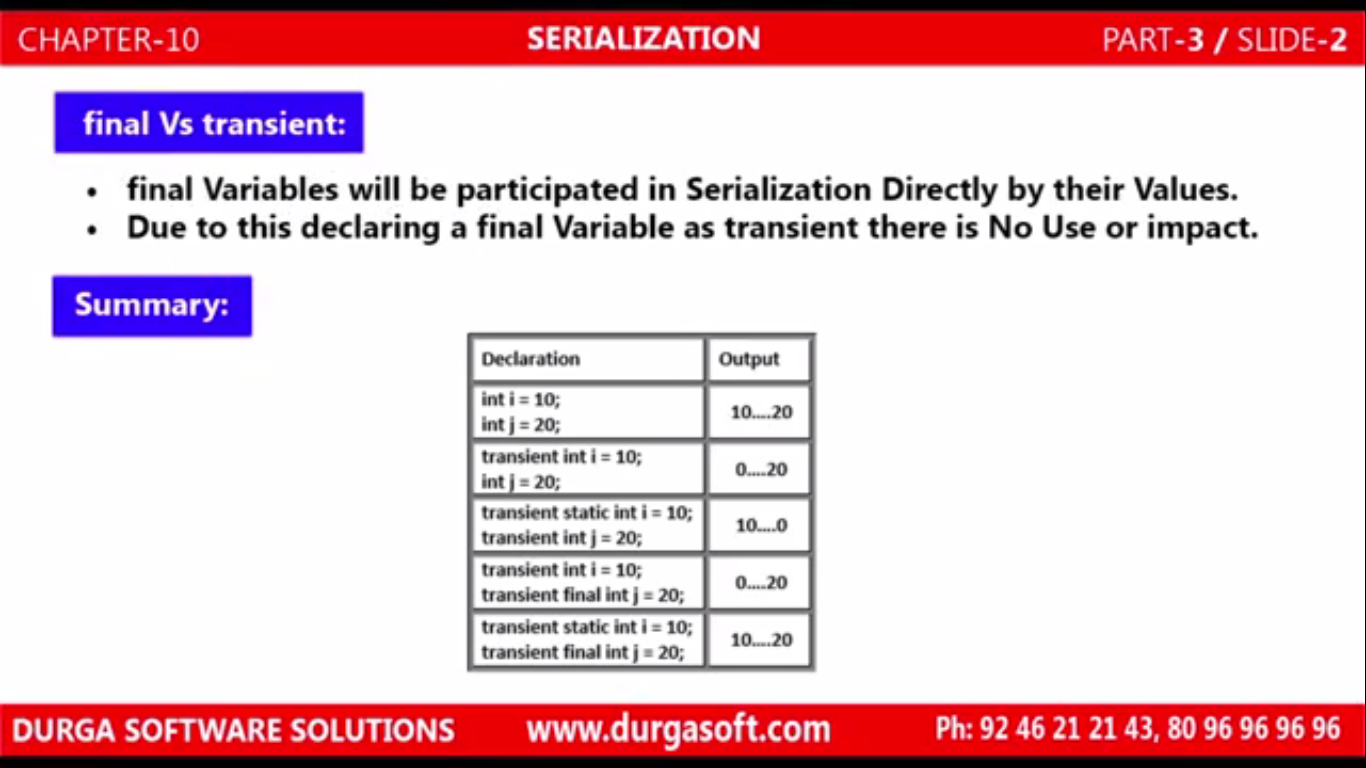 CHAPTER-10 SERIALIZATION PART-3 / SLIDE-2
final Vs transient:
• final Variables will be participated in Serialization Directly by their Values.
• Due to this declaring a final Variable as transient there is No Use or impact.
Summary:
Declaration Output
int i = 10;
int j = 20;
10....20
transient int i = 10;
int j = 20;
0....20
transient static int i = 10;
transient int j = 20;
10....0
transient int i = 10;
transient final int j = 20;
0....20
transient static int i = 10;
transient final int j = 20;
10....20
DURGA SOFTWARE SOLUTIONS www.durgasoft.com Ph: 92 46 21 21 43, 80 96 96 96 96